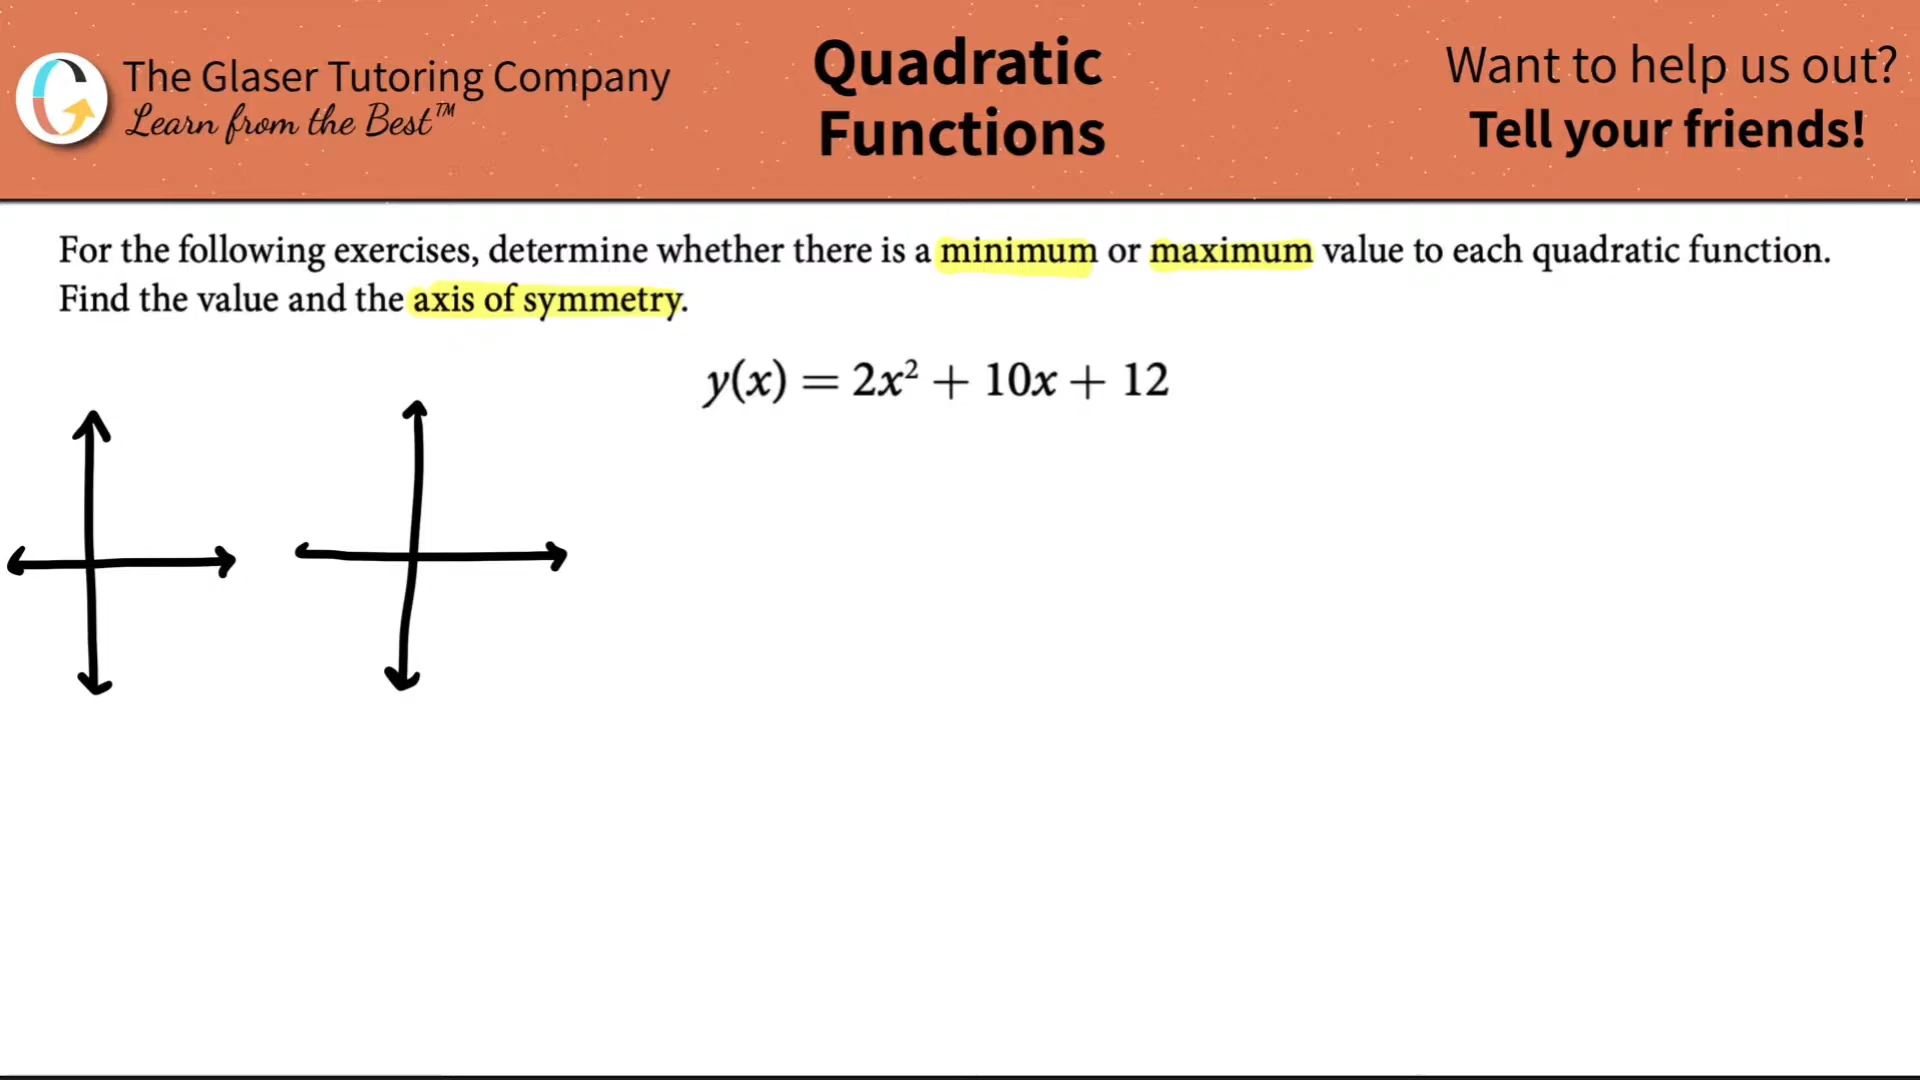 The Glaser Tutoring Company
Learn from the Best™
Quadratic
Functions
Want to help us out?
Tell your friends!
For the following exercises, determine whether there is a minimum or maximum value to each quadratic function.
Find the value and the axis of symmetry.
y(x) = 2x² + 10x + 12